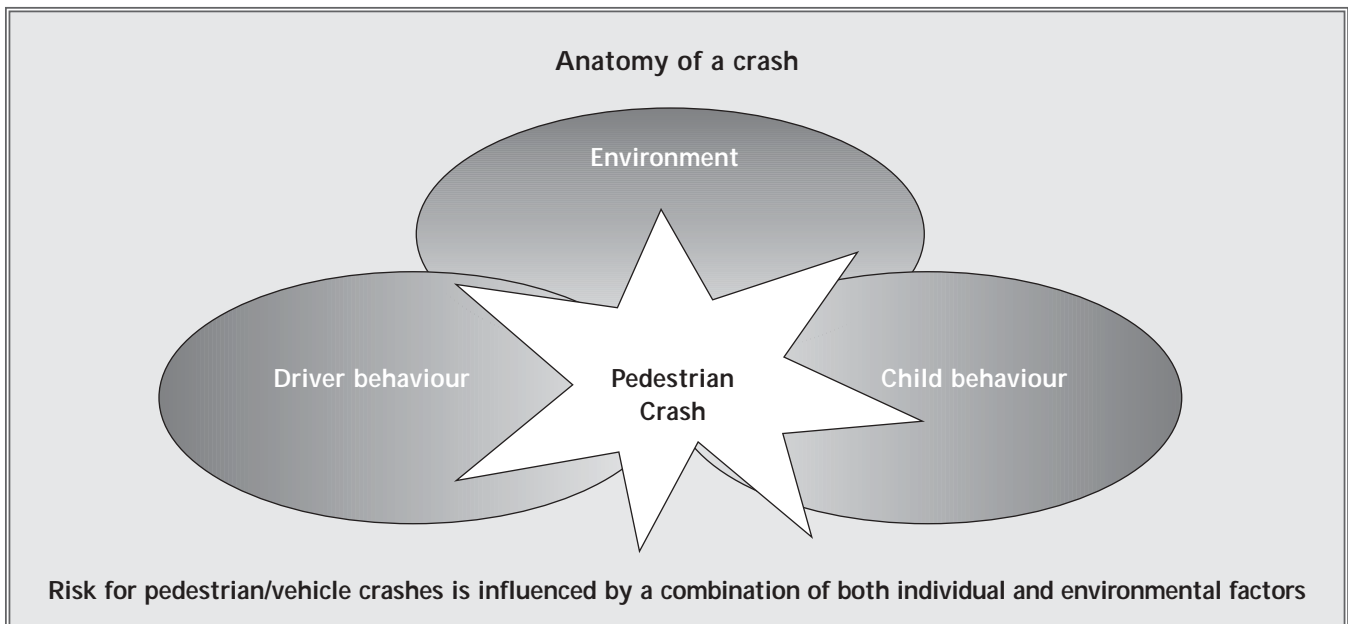 Anatomy of a crash
Environment
Driver behaviour
Pedestrian
Crash
Child behaviour
Risk for pedestrian/vehicle crashes is influenced by a combination of both individual and environmental factors